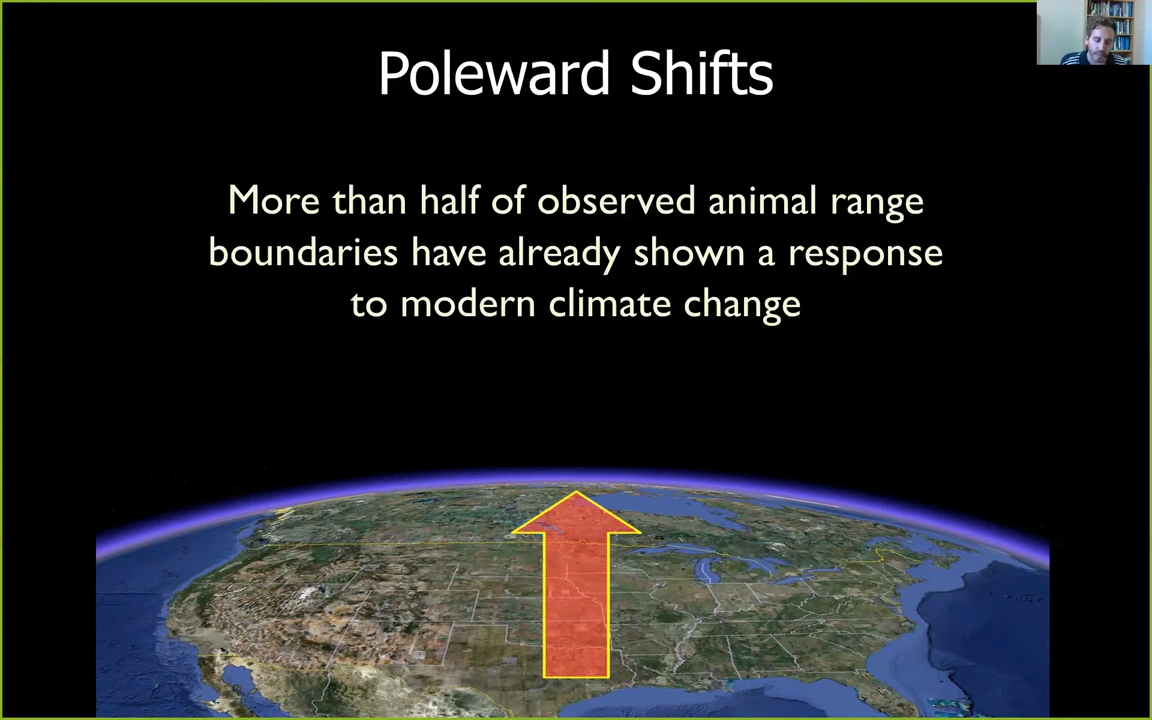 Poleward Shifts
More than half of observed animal range
boundaries have already shown a response
to modern climate change